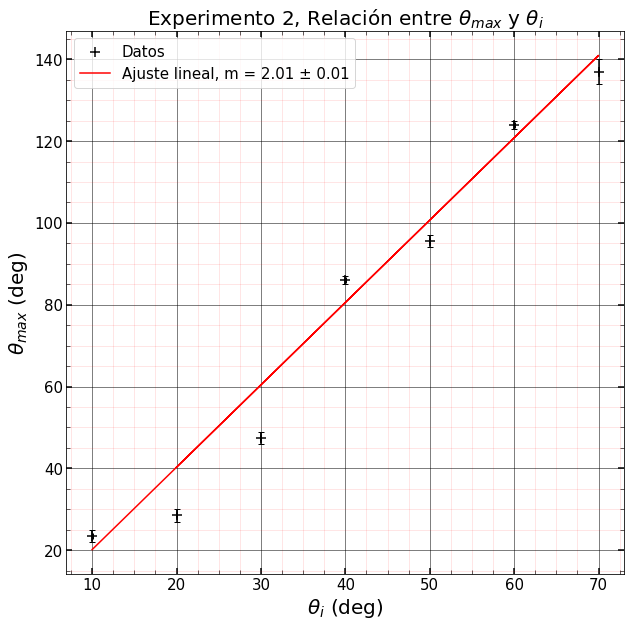 Experimento 2, Relación entre θmax y θi
Datos
Ajuste lineal, m = 2.01 ± 0.01
θmax (deg)
140
120
100
80
60
40
20
10 20 30 40 50 60 70
θi (deg)